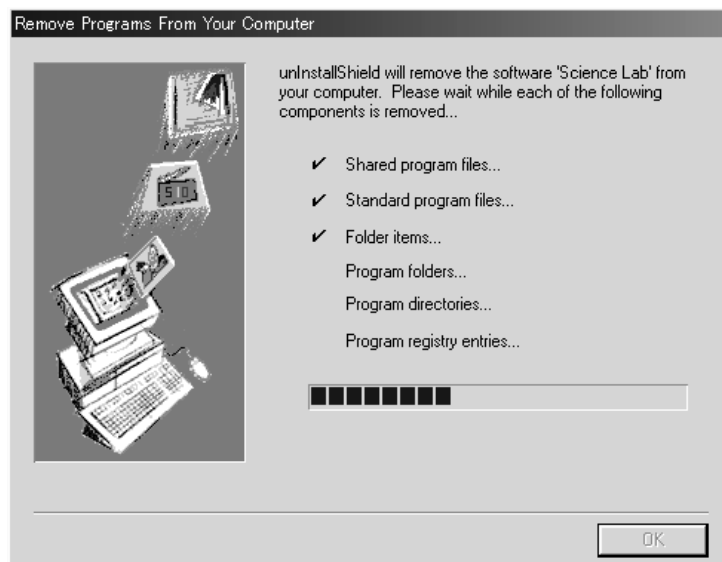 Remove Programs From Your Computer
unInstallShield will remove the software 'Science Lab' from
your computer. Please wait while each of the following
components is removed...
✔ Shared program files...
✔ Standard program files...
✔ Folder items...
Program folders...
Program directories...
Program registry entries...
OK